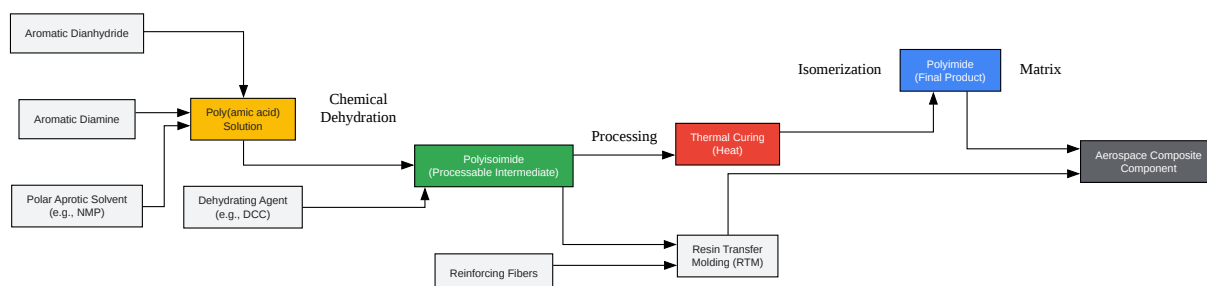 Aromatic Dianhydride
Aromatic Diamine
Polar Aprotic Solvent
(e.g., NMP)
Poly(amic acid)
Solution
Chemical
Dehydration
Dehydrating Agent
(e.g., DCC)
Polyisoimide
(Processable Intermediate)
Reinforcing Fibers
Processing
Thermal Curing
(Heat)
Resin Transfer
Molding (RTM)
Isomerization
Polyimide
(Final Product)
Matrix
Aerospace Composite
Component